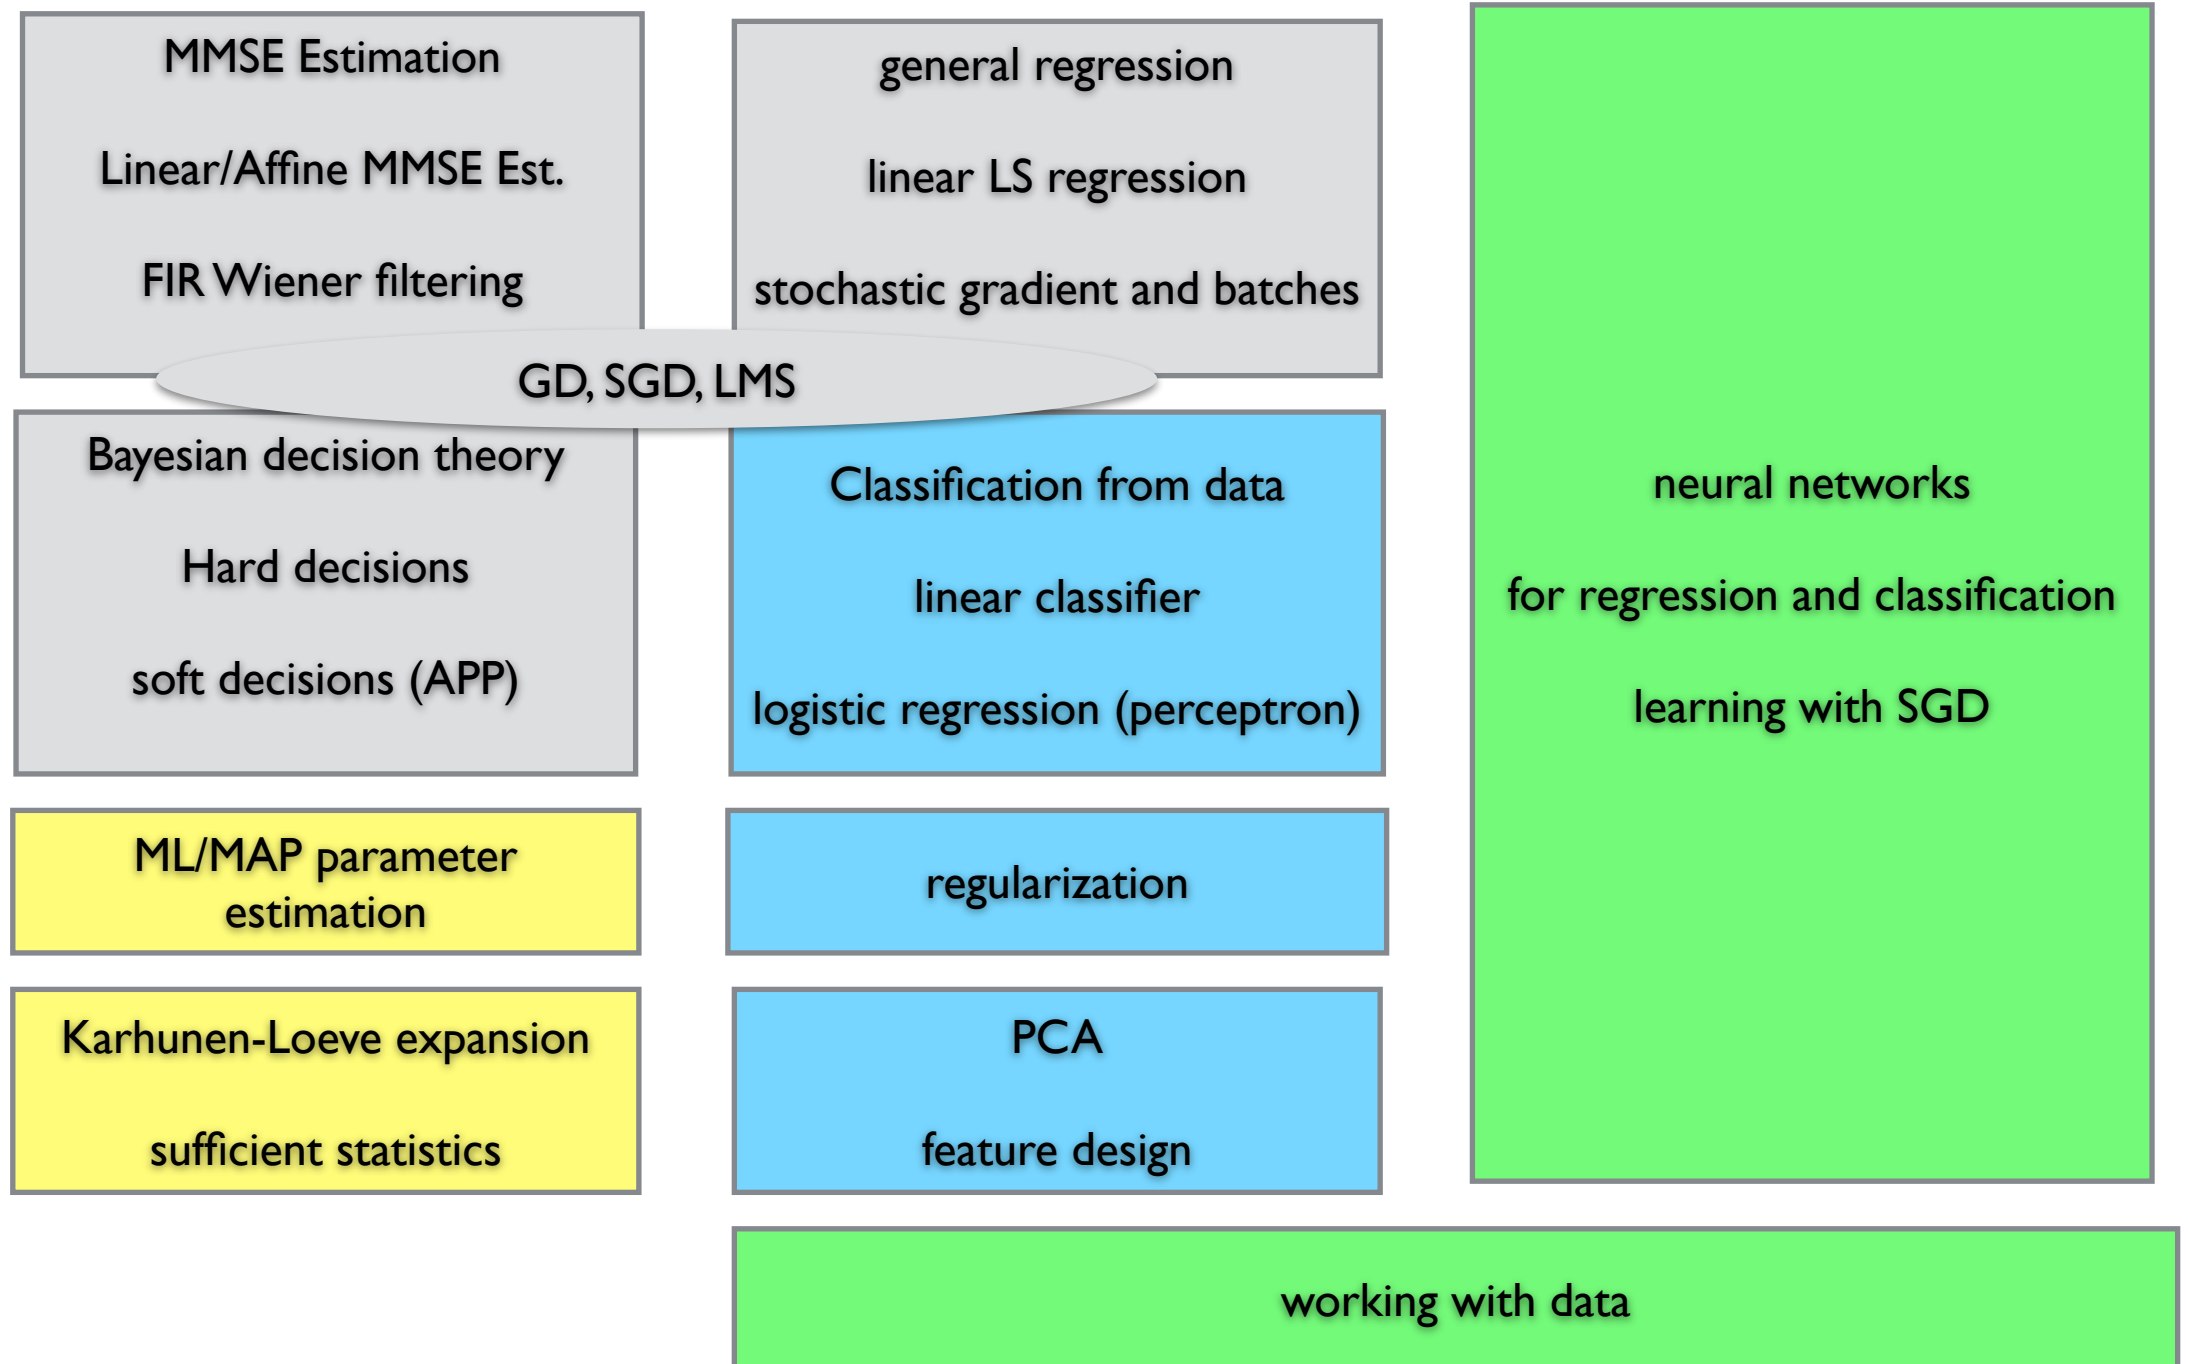 MMSE Estimation
Linear/Affine MMSE Est.
FIR Wiener filtering
general regression
linear LS regression
stochastic gradient and batches
GD, SGD, LMS
Bayesian decision theory
Hard decisions
soft decisions (APP)
Classification from data
linear classifier
logistic regression (perceptron)
neural networks
for regression and classification
learning with SGD
ML/MAP parameter
estimation
regularization
Karhunen-Loeve expansion
sufficient statistics
PCA
feature design
working with data